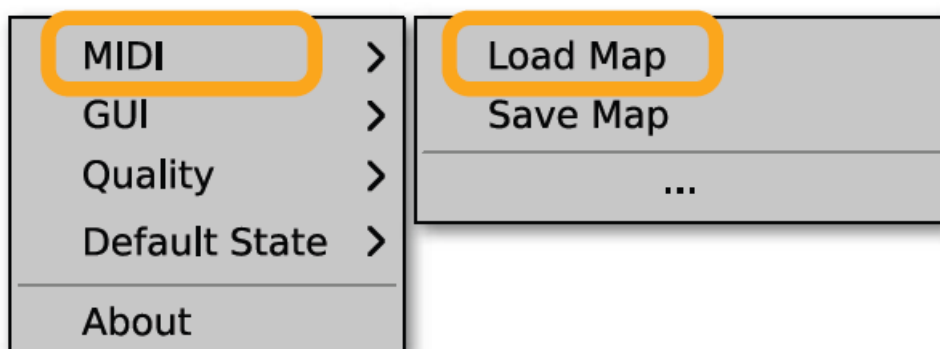 MIDI
GUI
Quality
Default State
About
Load Map
Save Map
...